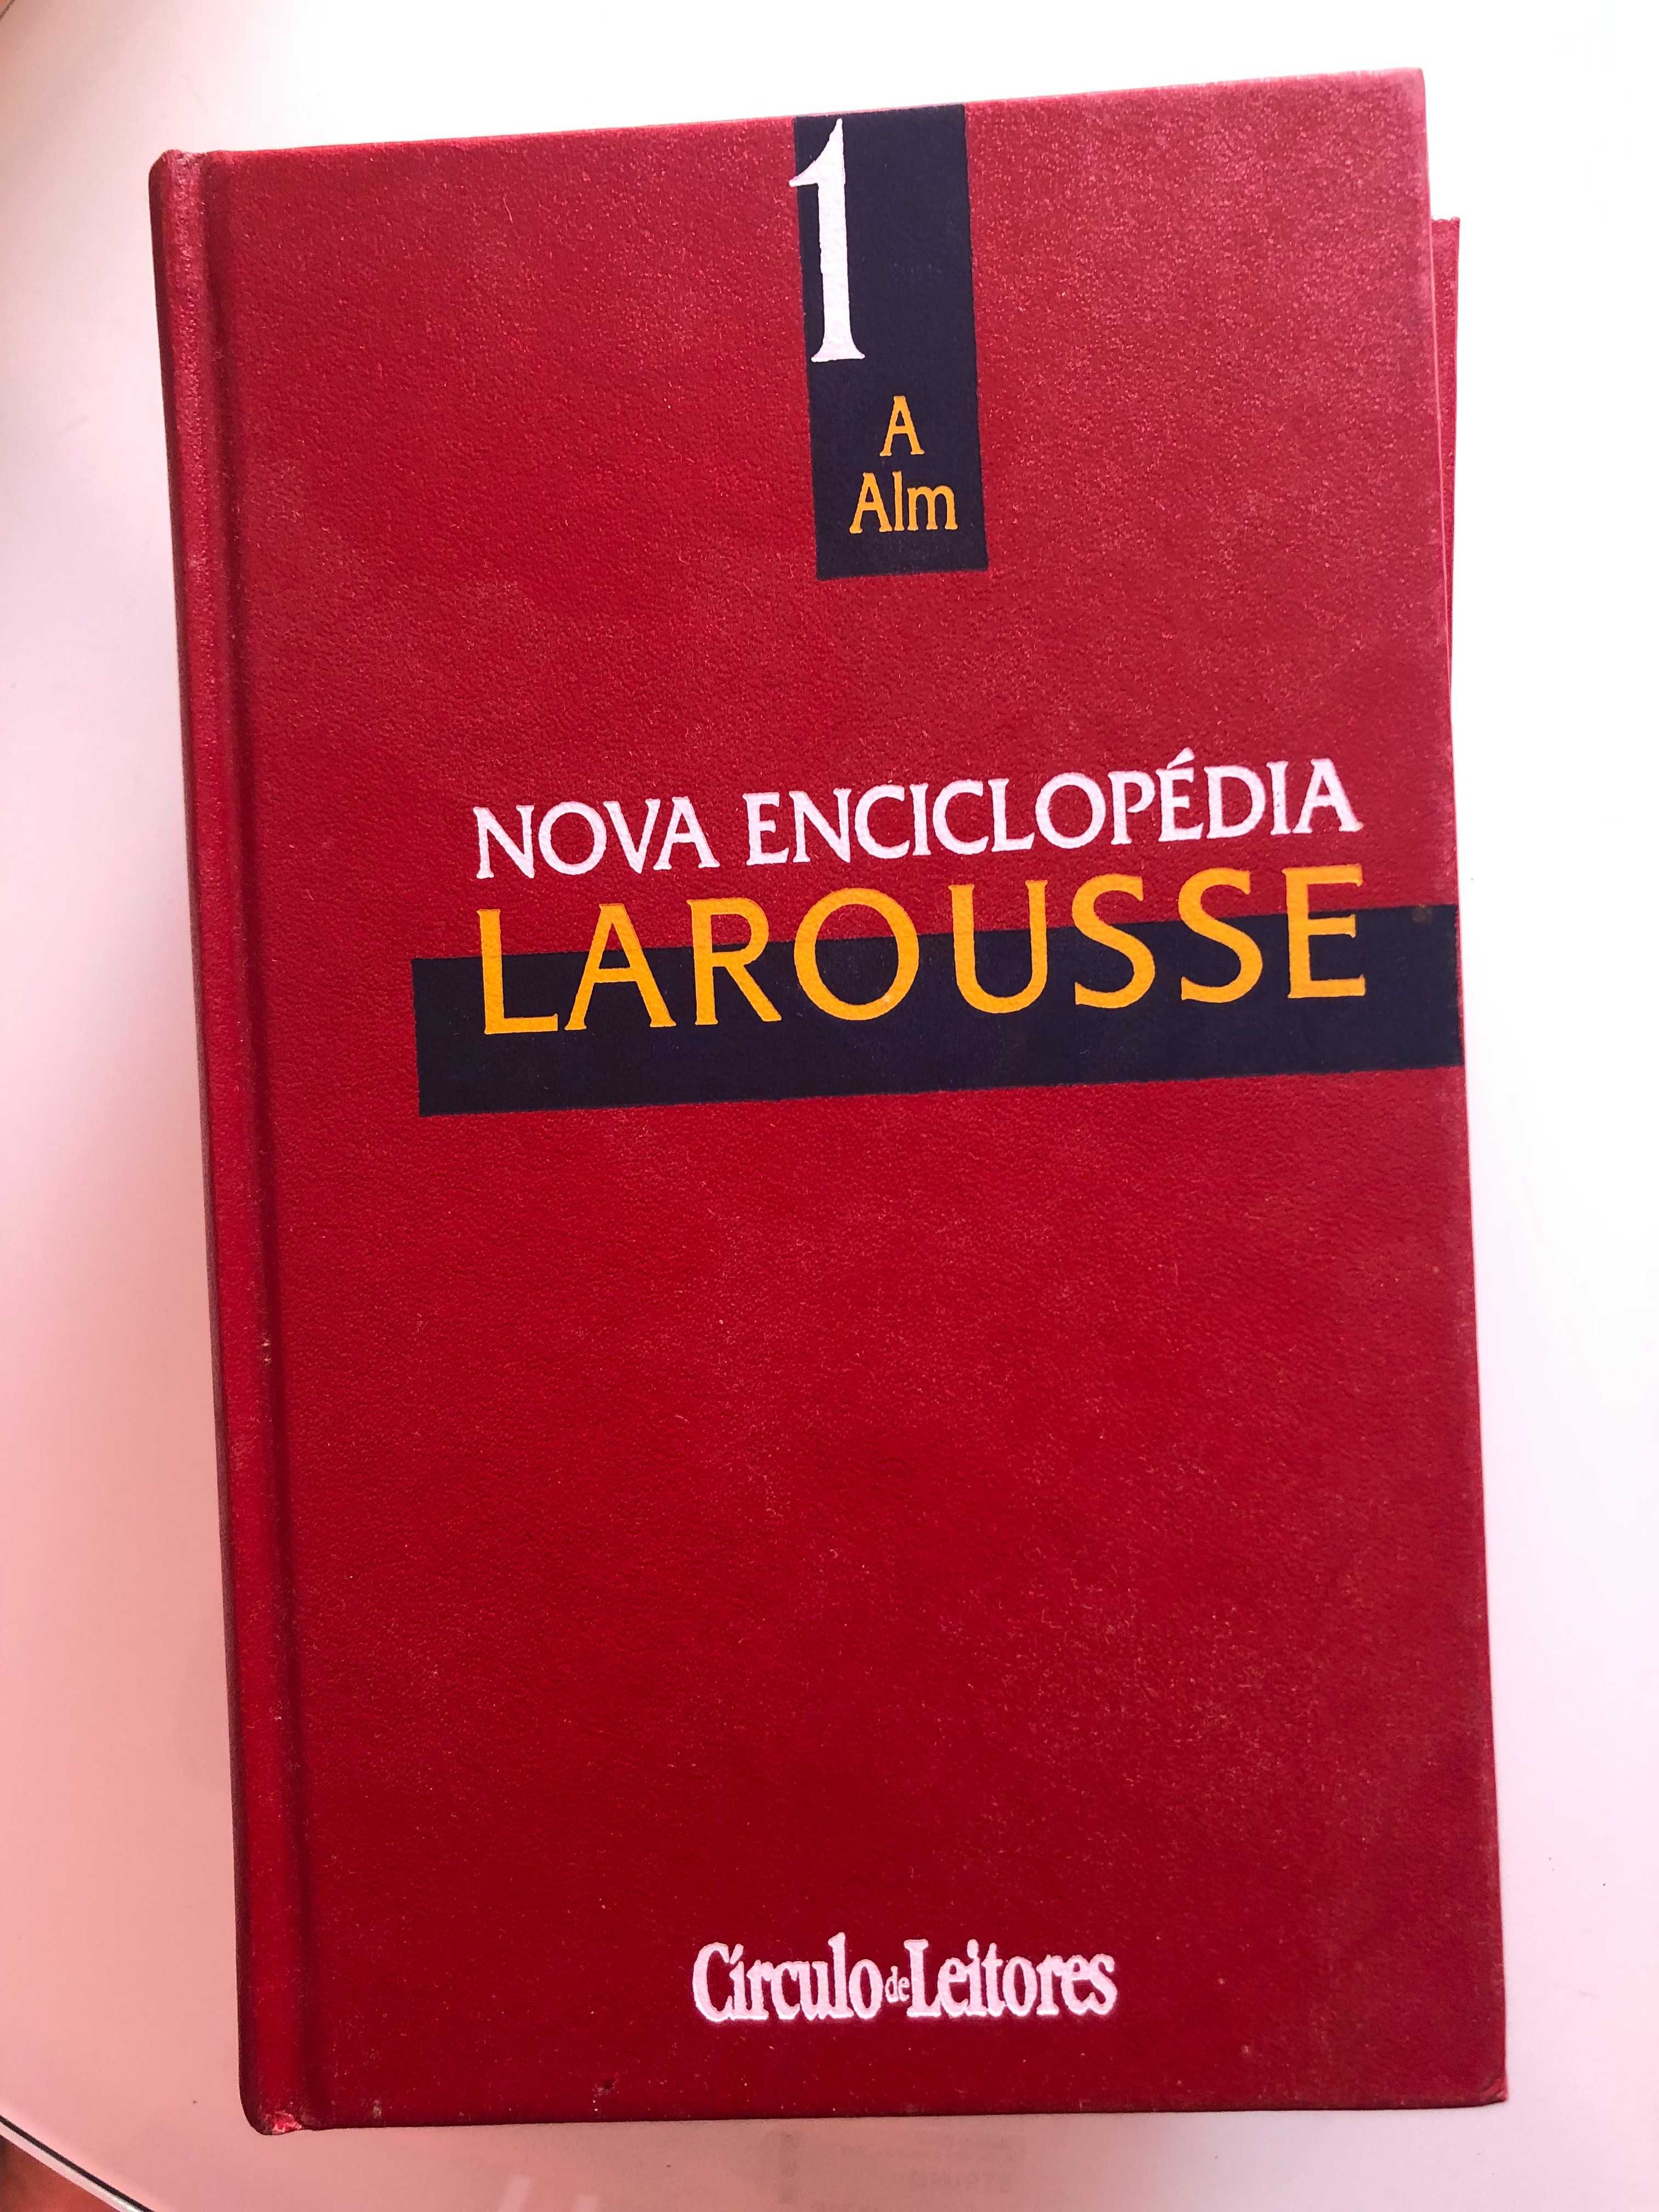 1
A
Alm
NOVA ENCICLOPÉDIA
LAROUSSE
Círculo de Leitores